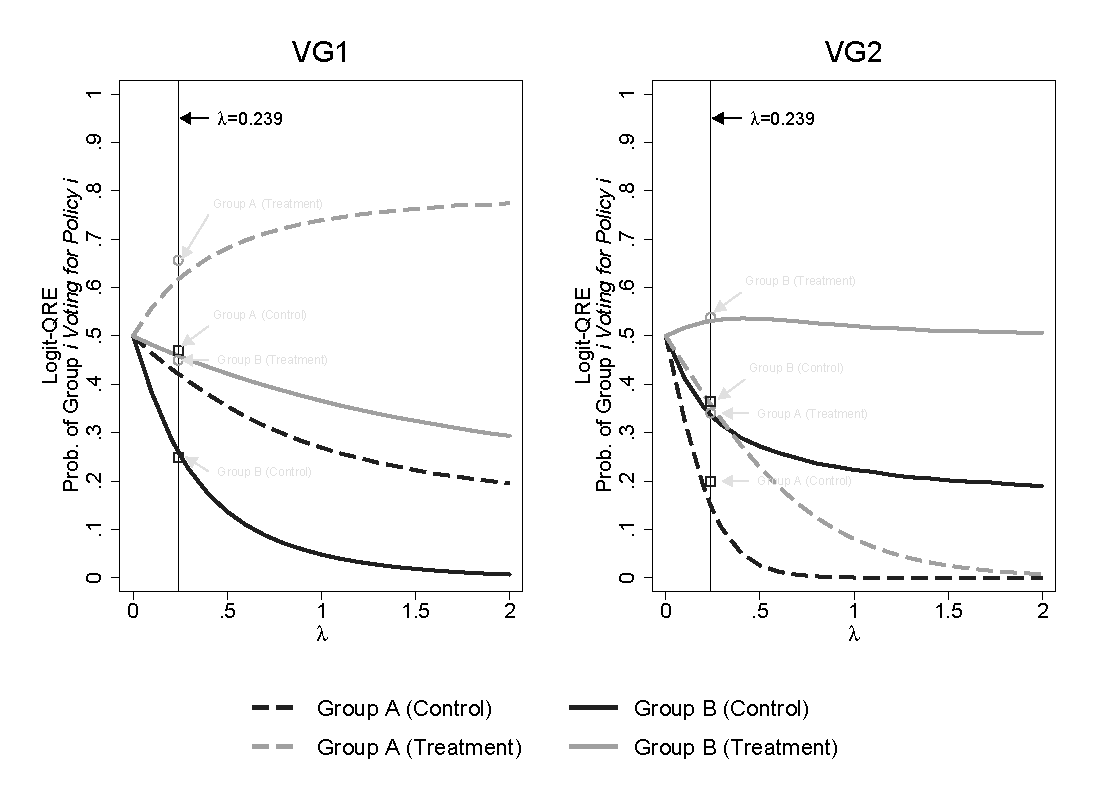 VG1
Logit-QRE
Prob. of Group i Voting for Policy i
1
.9
.8
.7
.6
.5
.4
.3
.2
.1
0
λ=0.239
Group A (Treatment)
Group A (Control)
Group B (Treatment)
Group B (Control)
0 .5 1 1.5 2
λ
VG2
Logit-QRE
Prob. of Group i Voting for Policy i
1
.9
.8
.7
.6
.5
.4
.3
.2
.1
0
λ=0.239
Group B (Treatment)
Group B (Control)
Group A (Treatment)
Group A (Control)
0 .5 1 1.5 2
λ
Group A (Control) Group B (Control)
Group A (Treatment) Group B (Treatment)